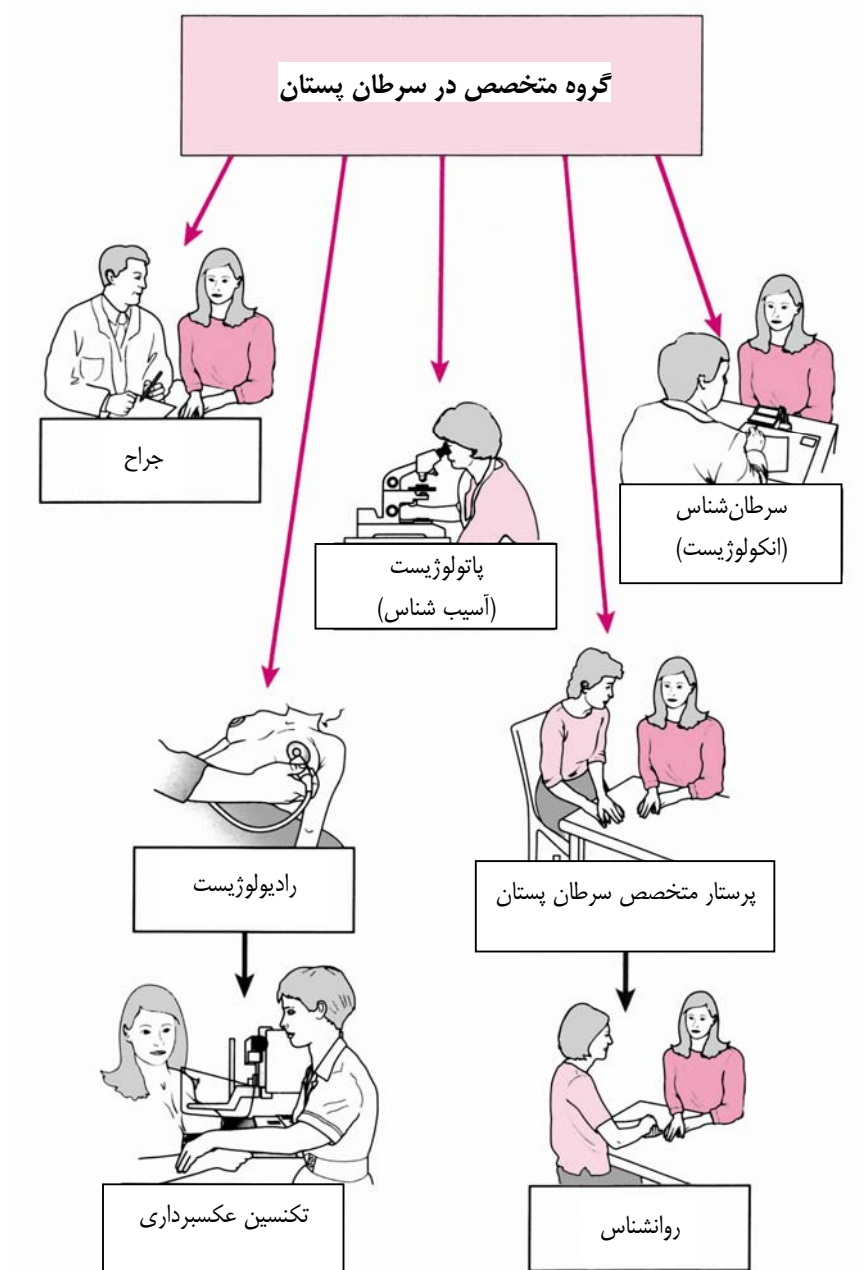 گروه متخصص در سرطان پستان
جراح
سرطان‌شناس
(انکولوژیست)
پاتولوژیست
(آسیب شناس)
رادیولوژیست
پرستار متخصص سرطان پستان
تکنسین عکسبرداری
روانشناس